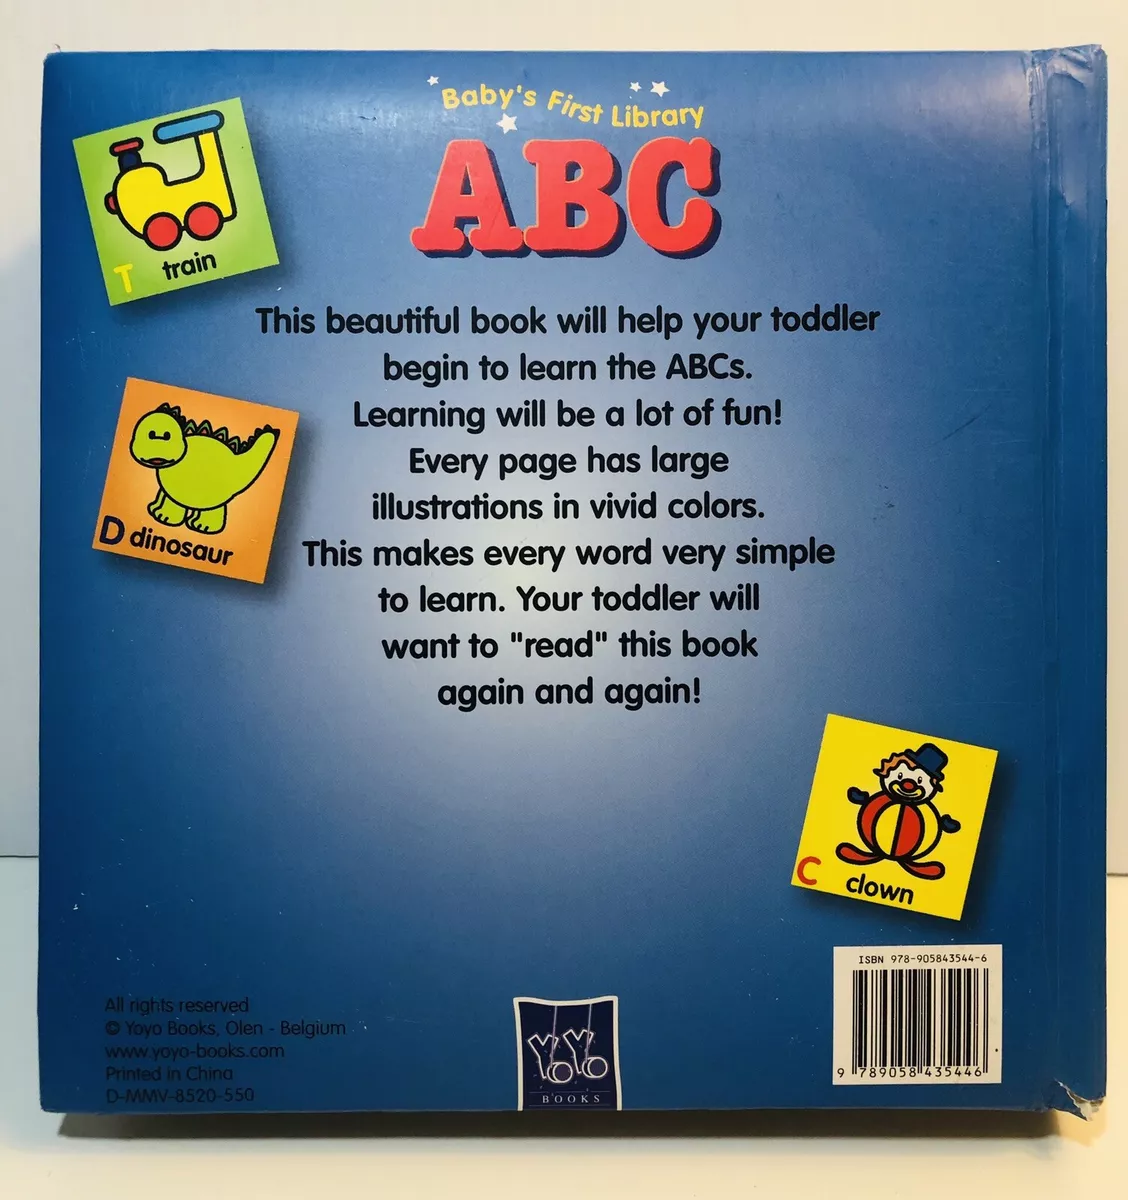 Baby's First Library
ABC
T train
This beautiful book will help your toddler
begin to learn the ABCs.
Learning will be a lot of fun!
Every page has large
illustrations in vivid colors.
D dinosaur
This makes every word very simple
to learn. Your toddler will
want to "read" this book
again and again!
C clown
ISBN 978-905843544-6
9 789058 435446
All rights reserved
© Yoyo Books, Olen - Belgium
www.yoyo-books.com
Printed in China
D-MMV-8520-550
YoYo
BOOKS